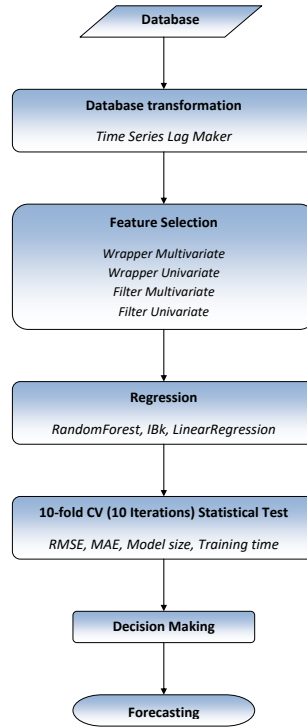 Database
Database transformation
Time Series Lag Maker
Feature Selection
Wrapper Multivariate
Wrapper Univariate
Filter Multivariate
Filter Univariate
Regression
RandomForest, IBk, LinearRegression
10-fold CV (10 Iterations) Statistical Test
RMSE, MAE, Model size, Training time
Decision Making
Forecasting